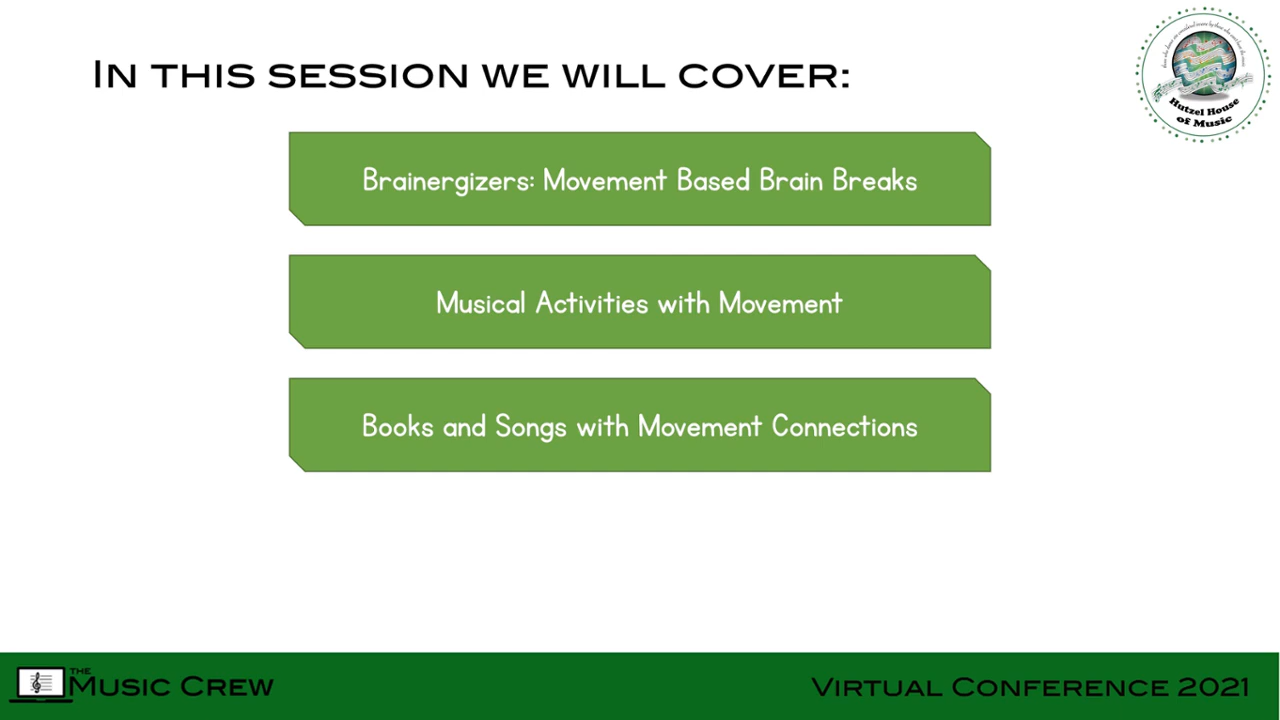 IN THIS SESSION WE WILL COVER:
Hutzel House
of Music
Brainergizers: Movement Based Brain Breaks
Musical Activities with Movement
Books and Songs with Movement Connections
THE
MUSIC CREW
VIRTUAL CONFERENCE 2021